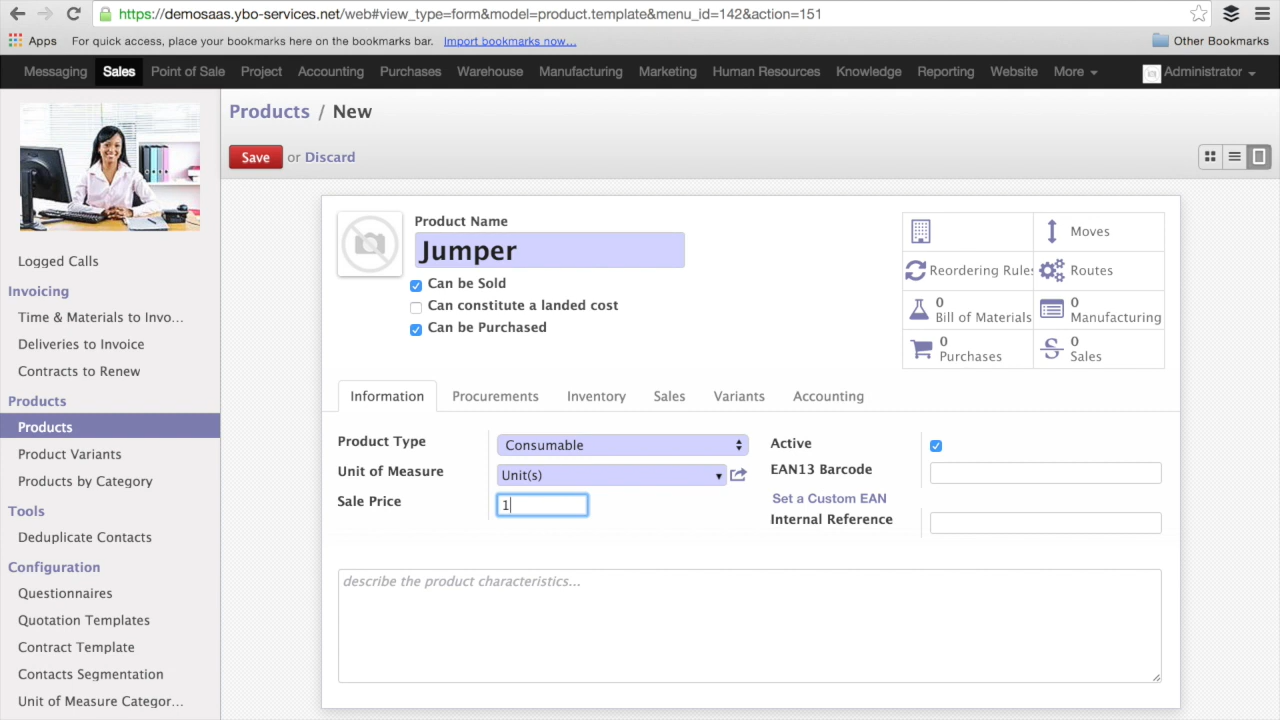 https://demosaas.ybo-services.net/web#view_type=form&model=product.template&menu_id=142&action=151
Apps For quick access, place your bookmarks here on the bookmarks bar. Import bookmarks now... Other Bookmarks
Messaging Sales Point of Sale Project Accounting Purchases Warehouse Manufacturing Marketing Human Resources Knowledge Reporting Website More Administrator
Products / New
Save or Discard
Logged Calls
Invoicing
Time & Materials to Invo...
Deliveries to Invoice
Contracts to Renew
Products
Products
Product Variants
Products by Category
Tools
Deduplicate Contacts
Configuration
Questionnaires
Quotation Templates
Contract Template
Contacts Segmentation
Unit of Measure Categor...
Product Name
Jumper
Can be Sold
Can constitute a landed cost
Can be Purchased
Moves
Reordering Rules Routes
0 Bill of Materials
0 Manufacturing
0 Purchases
0 Sales
Information Procurements Inventory Sales Variants Accounting
Product Type Consumable
Unit of Measure Unit(s)
Sale Price 1
Active
EAN13 Barcode
Set a Custom EAN
Internal Reference
describe the product characteristics...